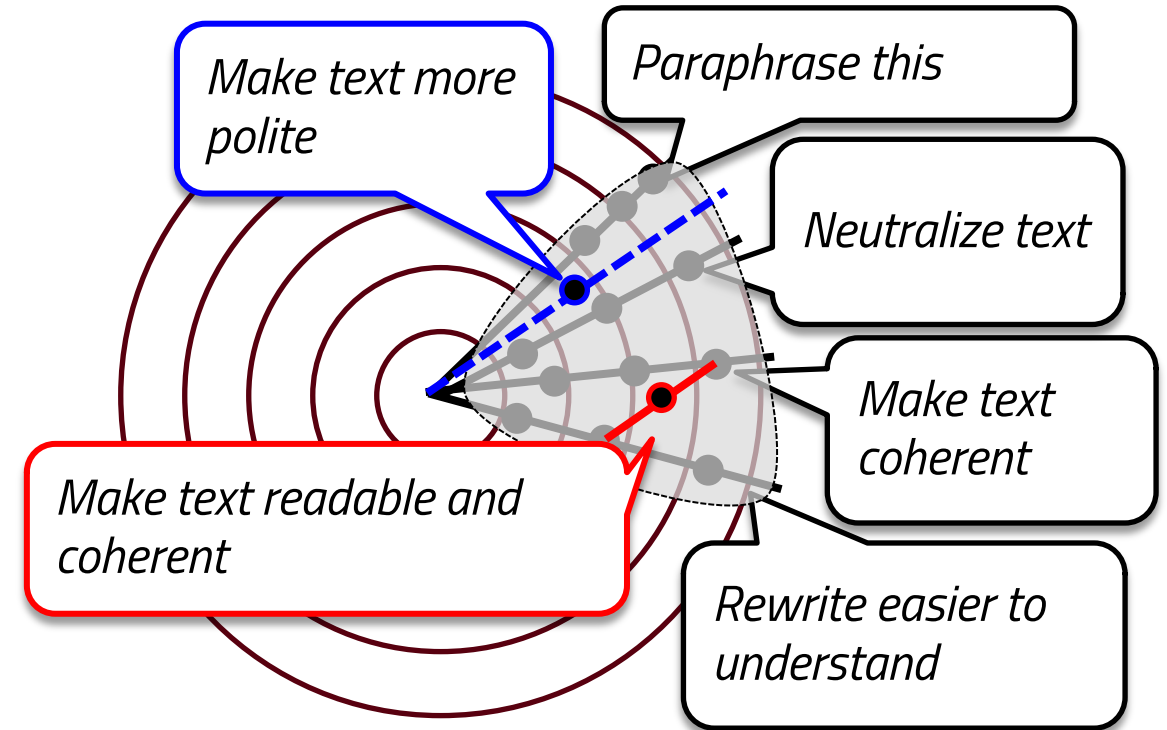 Make text more
polite
Paraphrase this
Neutralize text
Make text
coherent
Make text readable and
coherent
Rewrite easier to
understand